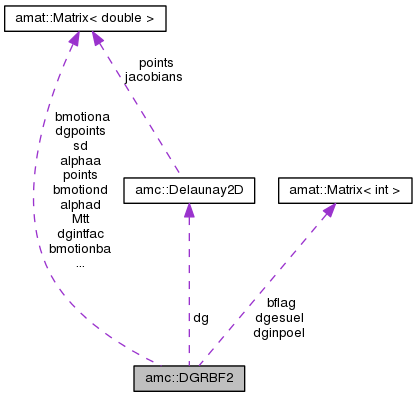 amat::Matrix< double >
points
jacobians
bmotiona
dgpoints
sd
alphaa
points
bmotiond
alphad
Mtt
dgintfac
bmotionba
...
amc::Delaunay2D
amat::Matrix< int >
dg
bflag
dgesuel
dginpoel
amc::DGRBF2